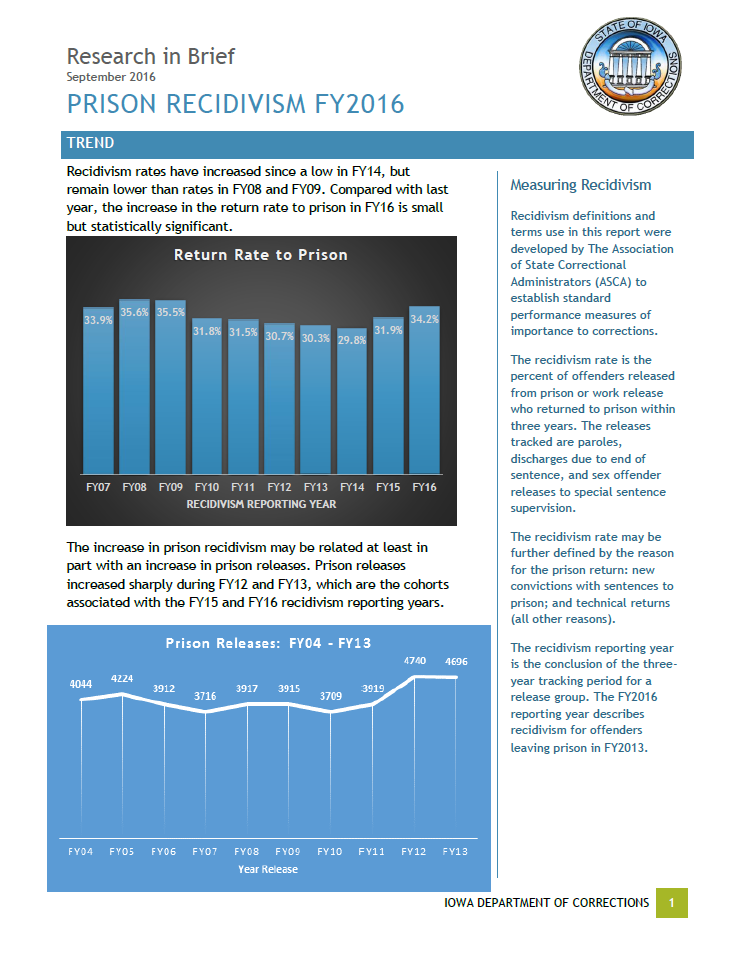 Research in Brief
September 2016
PRISON RECIDIVISM FY2016
STATE OF IOWA
DEPARTMENT OF CORRECTIONS
TREND
Recidivism rates have increased since a low in FY14, but
remain lower than rates in FY08 and FY09. Compared with last
year, the increase in the return rate to prison in FY16 is small
but statistically significant.
Return Rate to Prison
33.9% 35.6% 35.5% 31.8% 31.5% 30.7% 30.3% 29.8% 31.9% 34.2%
FY07 FY08 FY09 FY10 FY11 FY12 FY13 FY14 FY15 FY16
RECIDIVISM REPORTING YEAR
The increase in prison recidivism may be related at least in
part with an increase in prison releases. Prison releases
increased sharply during FY12 and FY13, which are the cohorts
associated with the FY15 and FY16 recidivism reporting years.
Prison Releases: FY04 - FY13
4044 4224 3912 3716 3917 3915 3709 3919 4740 4696
FY04 FY05 FY06 FY07 FY08 FY09 FY10 FY11 FY12 FY13
Year Release
Measuring Recidivism
Recidivism definitions and
terms use in this report were
developed by The Association
of State Correctional
Administrators (ASCA) to
establish standard
performance measures of
importance to corrections.
The recidivism rate is the
percent of offenders released
from prison or work release
who returned to prison within
three years. The releases
tracked are paroles,
discharges due to end of
sentence, and sex offender
releases to special sentence
supervision.
The recidivism rate may be
further defined by the reason
for the prison return: new
convictions with sentences to
prison; and technical returns
(all other reasons).
The recidivism reporting year
is the conclusion of the three-
year tracking period for a
release group. The FY2016
reporting year describes
recidivism for offenders
leaving prison in FY2013.
IOWA DEPARTMENT OF CORRECTIONS 1